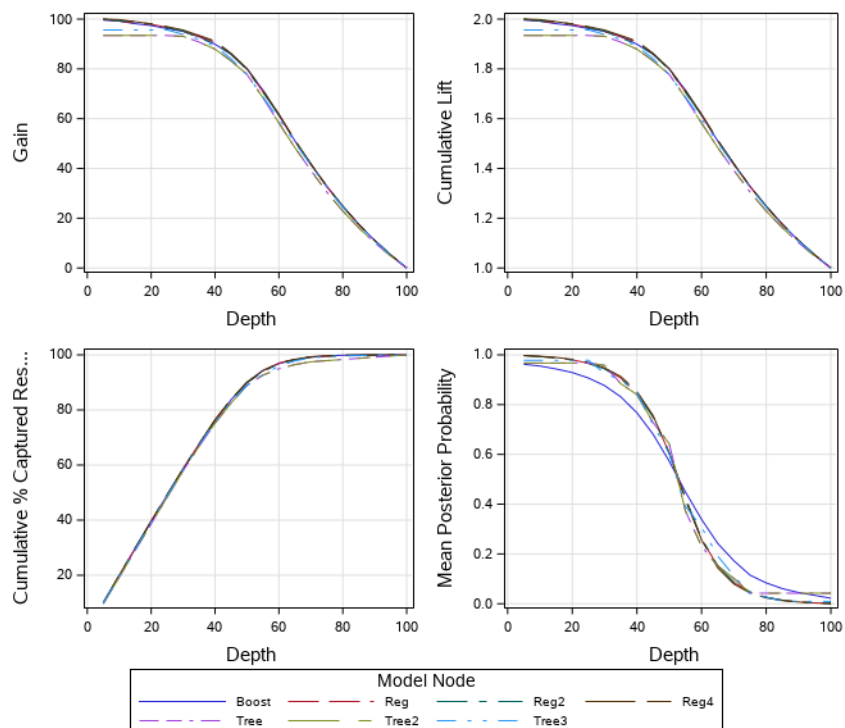 100
80
60
40
20
0
Gain
0 20 40 60 80 100
Depth
2.0
1.8
1.6
1.4
1.2
1.0
Cumulative Lift
0 20 40 60 80 100
Depth
100
80
60
40
20
Cumulative % Captured Res...
0 20 40 60 80 100
Depth
1.0
0.8
0.6
0.4
0.2
0.0
Mean Posterior Probability
0 20 40 60 80 100
Depth
Model Node
Boost Reg Reg2 Reg4
Tree Tree2 Tree3